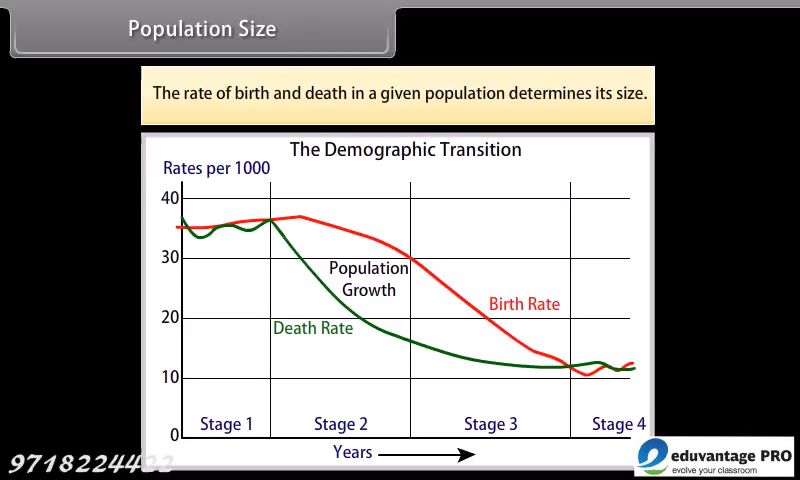 Population Size
The rate of birth and death in a given population determines its size.
The Demographic Transition
Rates per 1000
40
30
Population
Growth
Birth Rate
20
Death Rate
10
Stage 1 Stage 2 Stage 3 Stage 4
0
Years
9718224422
eduvantage PRO
evolve your classroom